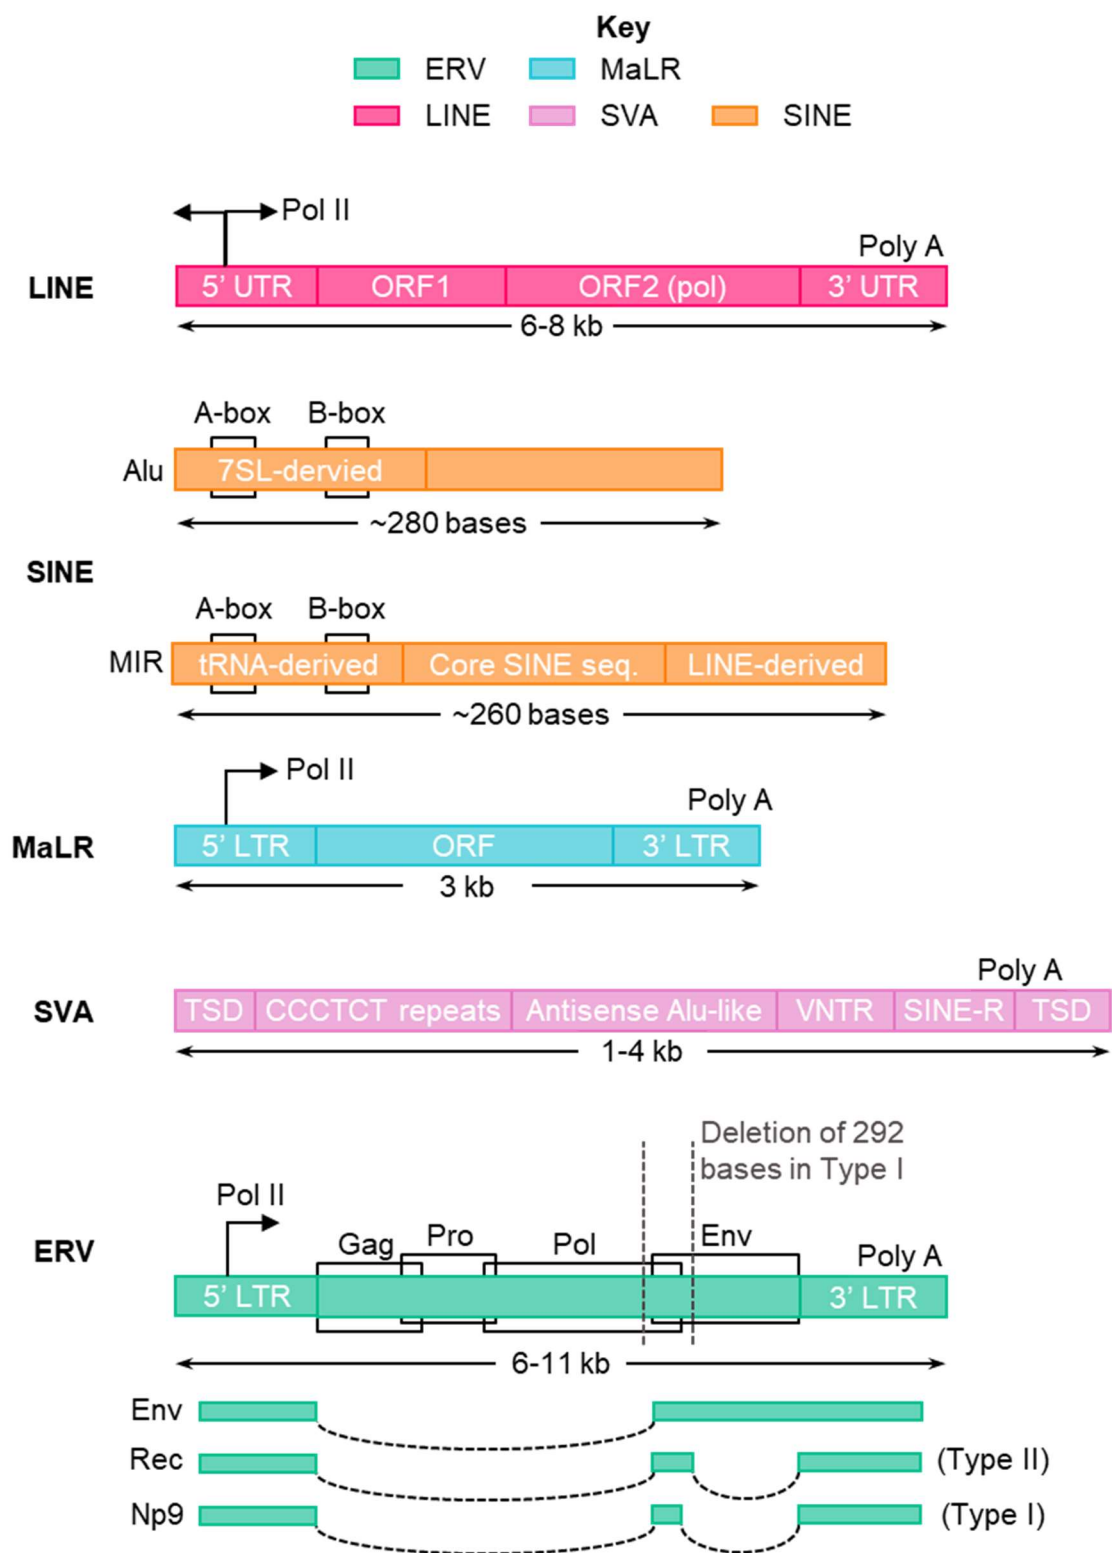 Key
ERV MaLR
LINE SVA SINE
Pol II
Poly A
LINE 5' UTR ORF1 ORF2 (pol) 3' UTR
6-8 kb
A-box B-box
Alu 7SL-dervied
~280 bases
SINE
A-box B-box
MIR tRNA-derived Core SINE seq. LINE-derived
~260 bases
Pol II
Poly A
MaLR 5' LTR ORF 3' LTR
3 kb
Poly A
SVA TSD CCCTCT repeats Antisense Alu-like VNTR SINE-R TSD
1-4 kb
Deletion of 292
bases in Type I
Pol II
Gag Pro Pol Env
ERV Poly A
5' LTR 3' LTR
6-11 kb
Env
Rec (Type II)
Np9 (Type I)